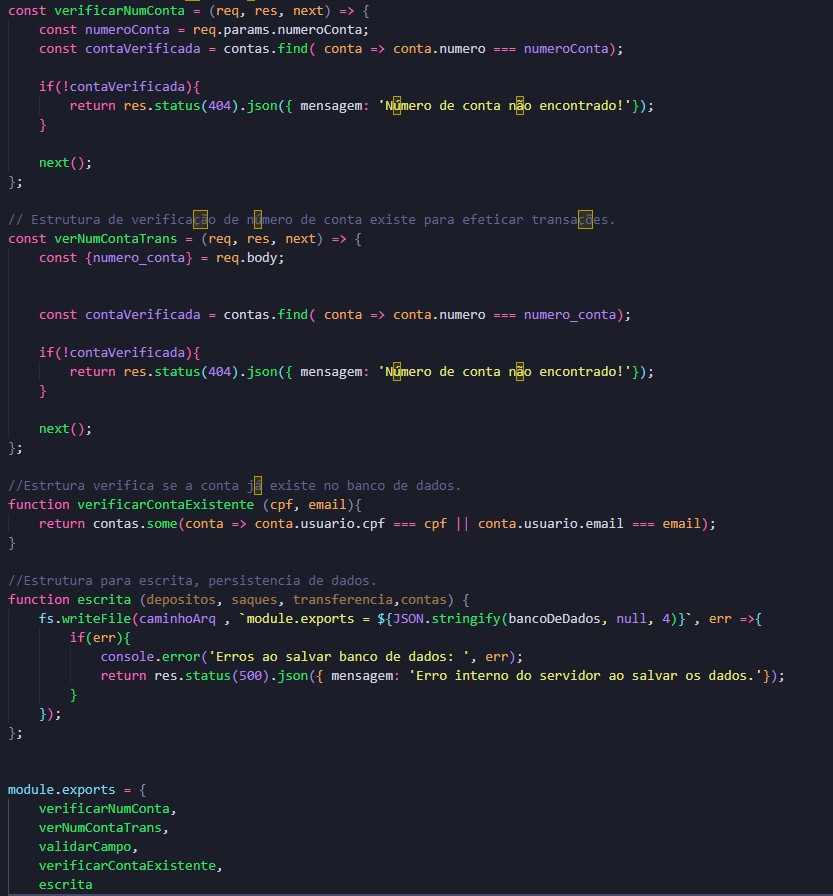 const verificarNumConta = (req, res, next) => {
    const numeroConta = req.params.numeroConta;
    const contaVerificada = contas.find( conta => conta.numero === numeroConta);

    if(!contaVerificada){
        return res.status(404).json({ mensagem: 'Número de conta não encontrado!'});
    }

    next();
};

// Estrutura de verificação de número de conta existe para efeticar transações.
const verNumContaTrans = (req, res, next) => {
    const {numero_conta} = req.body;


    const contaVerificada = contas.find( conta => conta.numero === numero_conta);

    if(!contaVerificada){
        return res.status(404).json({ mensagem: 'Número de conta não encontrado!'});
    }

    next();
};

//Estrtura verifica se a conta já existe no banco de dados.
function verificarContaExistente (cpf, email){
    return contas.some(conta => conta.usuario.cpf === cpf || conta.usuario.email === email);
}

//Estrutura para escrita, persistencia de dados.
function escrita (depositos, saques, transferencia,contas) {
    fs.writeFile(caminhoArq , `module.exports = ${JSON.stringify(bancoDeDados, null, 4)}`, err =>{
        if(err){
            console.error('Erros ao salvar banco de dados: ', err);
            return res.status(500).json({ mensagem: 'Erro interno do servidor ao salvar os dados.'});
        }
    });
};


module.exports = {
    verificarNumConta,
    verNumContaTrans,
    validarCampo,
    verificarContaExistente,
    escrita